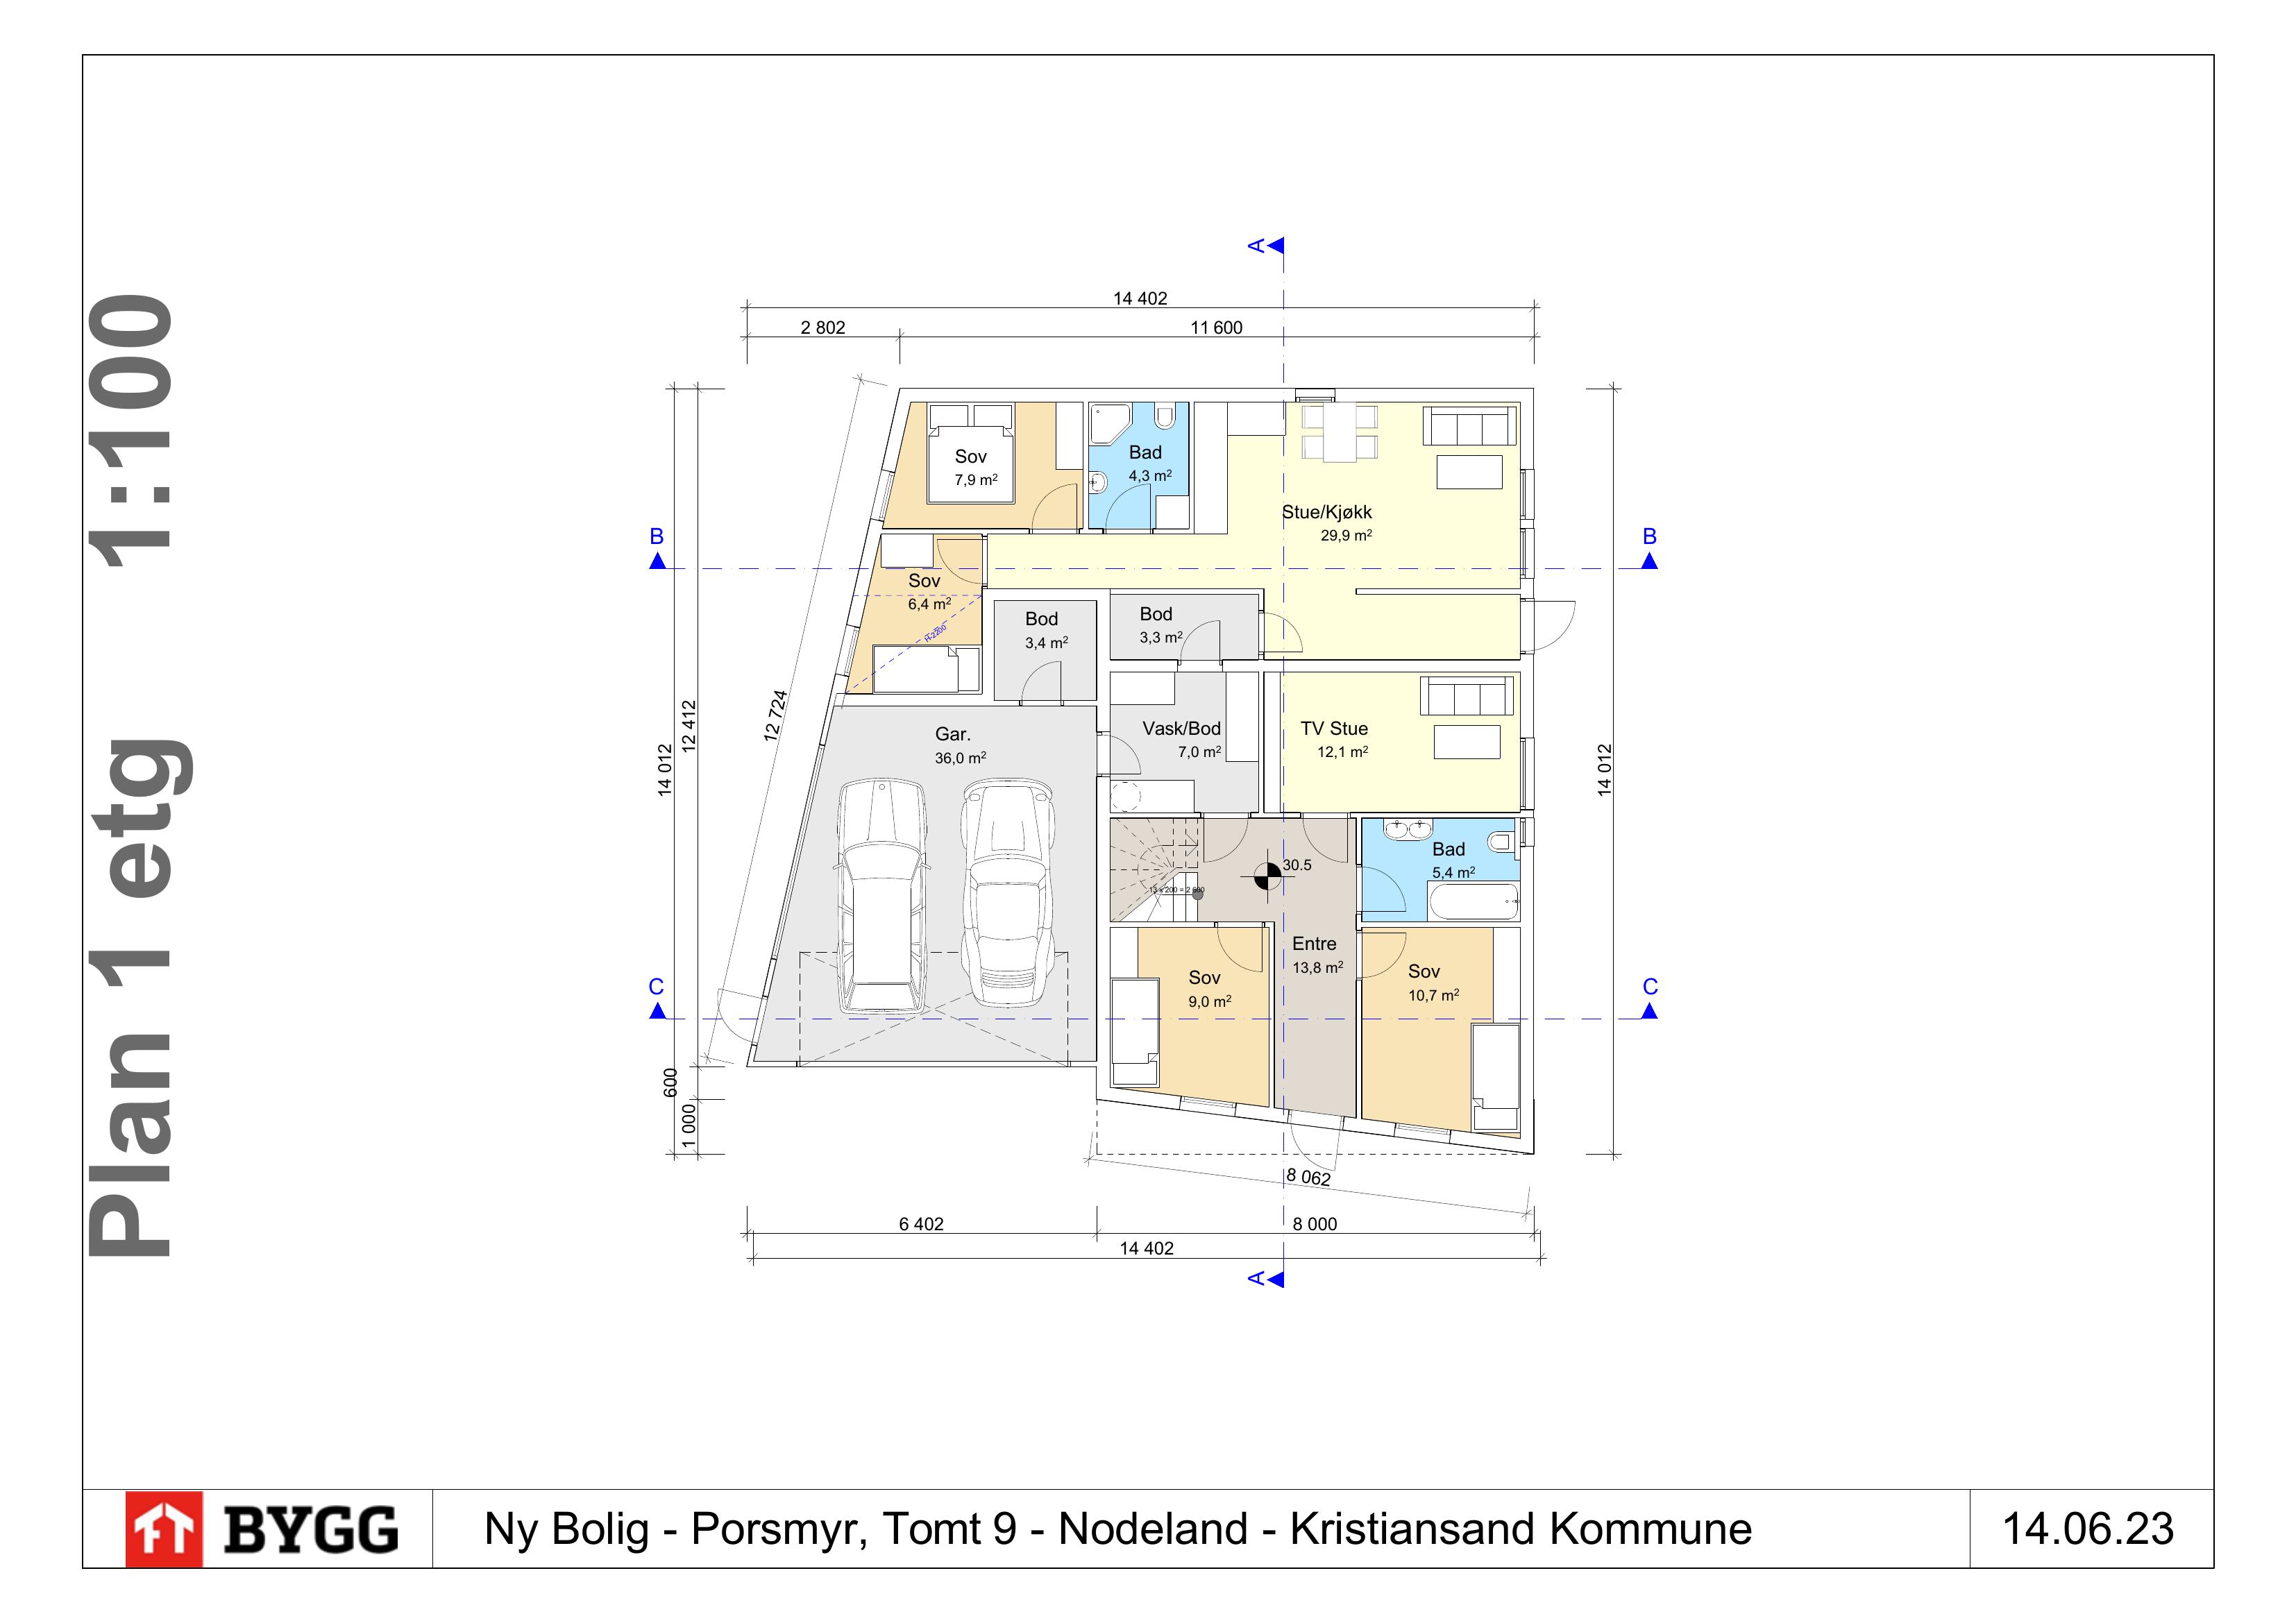 Plan 1 etg 1:100
A
14 402
2 802
11 600
Sov
7,9 m²
Bad
4,3 m²
Stue/Kjøkk
29,9 m²
B
B
Sov
6,4 m²
H-2200
Bod
3,4 m²
Bod
3,3 m²
12 724
12 412
14 012
14 012
Gar.
36,0 m²
Vask/Bod
7,0 m²
TV Stue
12,1 m²
30.5
13 x 200 = 2 600
Bad
5,4 m²
Entre
13,8 m²
Sov
9,0 m²
Sov
10,7 m²
C
C
600
1 000
8 062
6 402
8 000
14 402
A
FT BYGG
Ny Bolig - Porsmyr, Tomt 9 - Nodeland - Kristiansand Kommune
14.06.23